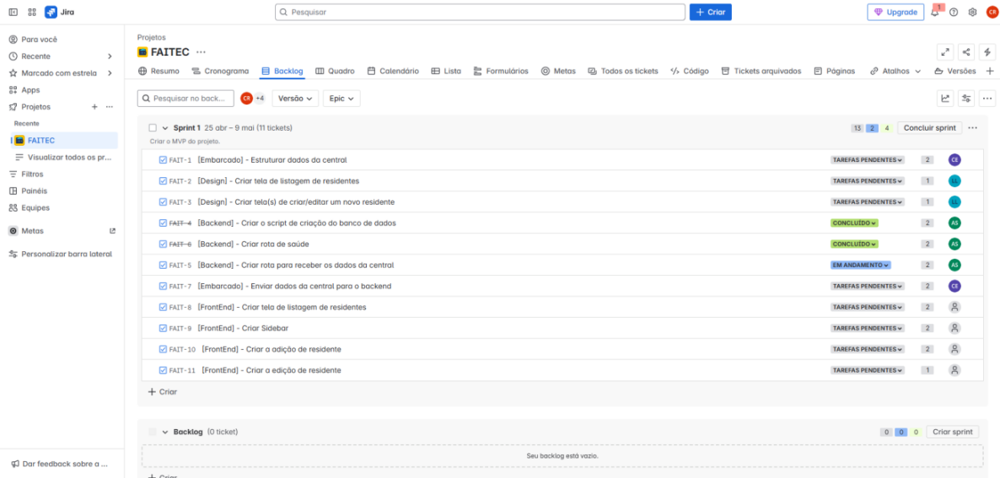 Jira
Pesquisar
Criar
Upgrade
1
CR
Para você
Recente
Marcado com estrela
Apps
Projetos
Recente
FAITEC
Visualizar todos os pr...
Filtros
Painéis
Equipes
Metas
Personalizar barra lateral
Dar feedback sobre a ...
Projetos
FAITEC
Resumo Cronograma Backlog Quadro Calendário Lista Formulários Metas Todos os tickets Código Tickets arquivados Páginas Atalhos Versões
Pesquisar no back... CR +4 Versão Epic
Sprint 1 25 abr – 9 mai (11 tickets) 13 2 4 Concluir sprint
Criar o MVP do projeto.
FAIT-1 [Embarcado] - Estruturar dados da central TAREFAS PENDENTES 2 CE
FAIT-2 [Design] - Criar tela de listagem de residentes TAREFAS PENDENTES 1 LL
FAIT-3 [Design] - Criar tela(s) de criar/editar um novo residente TAREFAS PENDENTES 1 LL
FAIT-4 [Backend] - Criar o script de criação do banco de dados CONCLUÍDO 2 AS
FAIT-6 [Backend] - Criar rota de saúde CONCLUÍDO 2 AS
FAIT-5 [Backend] - Criar rota para receber os dados da central EM ANDAMENTO 2 AS
FAIT-7 [Embarcado] - Enviar dados da central para o backend TAREFAS PENDENTES 2 CE
FAIT-8 [FrontEnd] - Criar tela de listagem de residentes TAREFAS PENDENTES 2
FAIT-9 [FrontEnd] - Criar Sidebar TAREFAS PENDENTES 2
FAIT-10 [FrontEnd] - Criar a adição de residente TAREFAS PENDENTES 2
FAIT-11 [FrontEnd] - Criar a edição de residente TAREFAS PENDENTES 1
Criar
Backlog (0 ticket) 0 0 0 Criar sprint
Seu backlog está vazio.
Criar